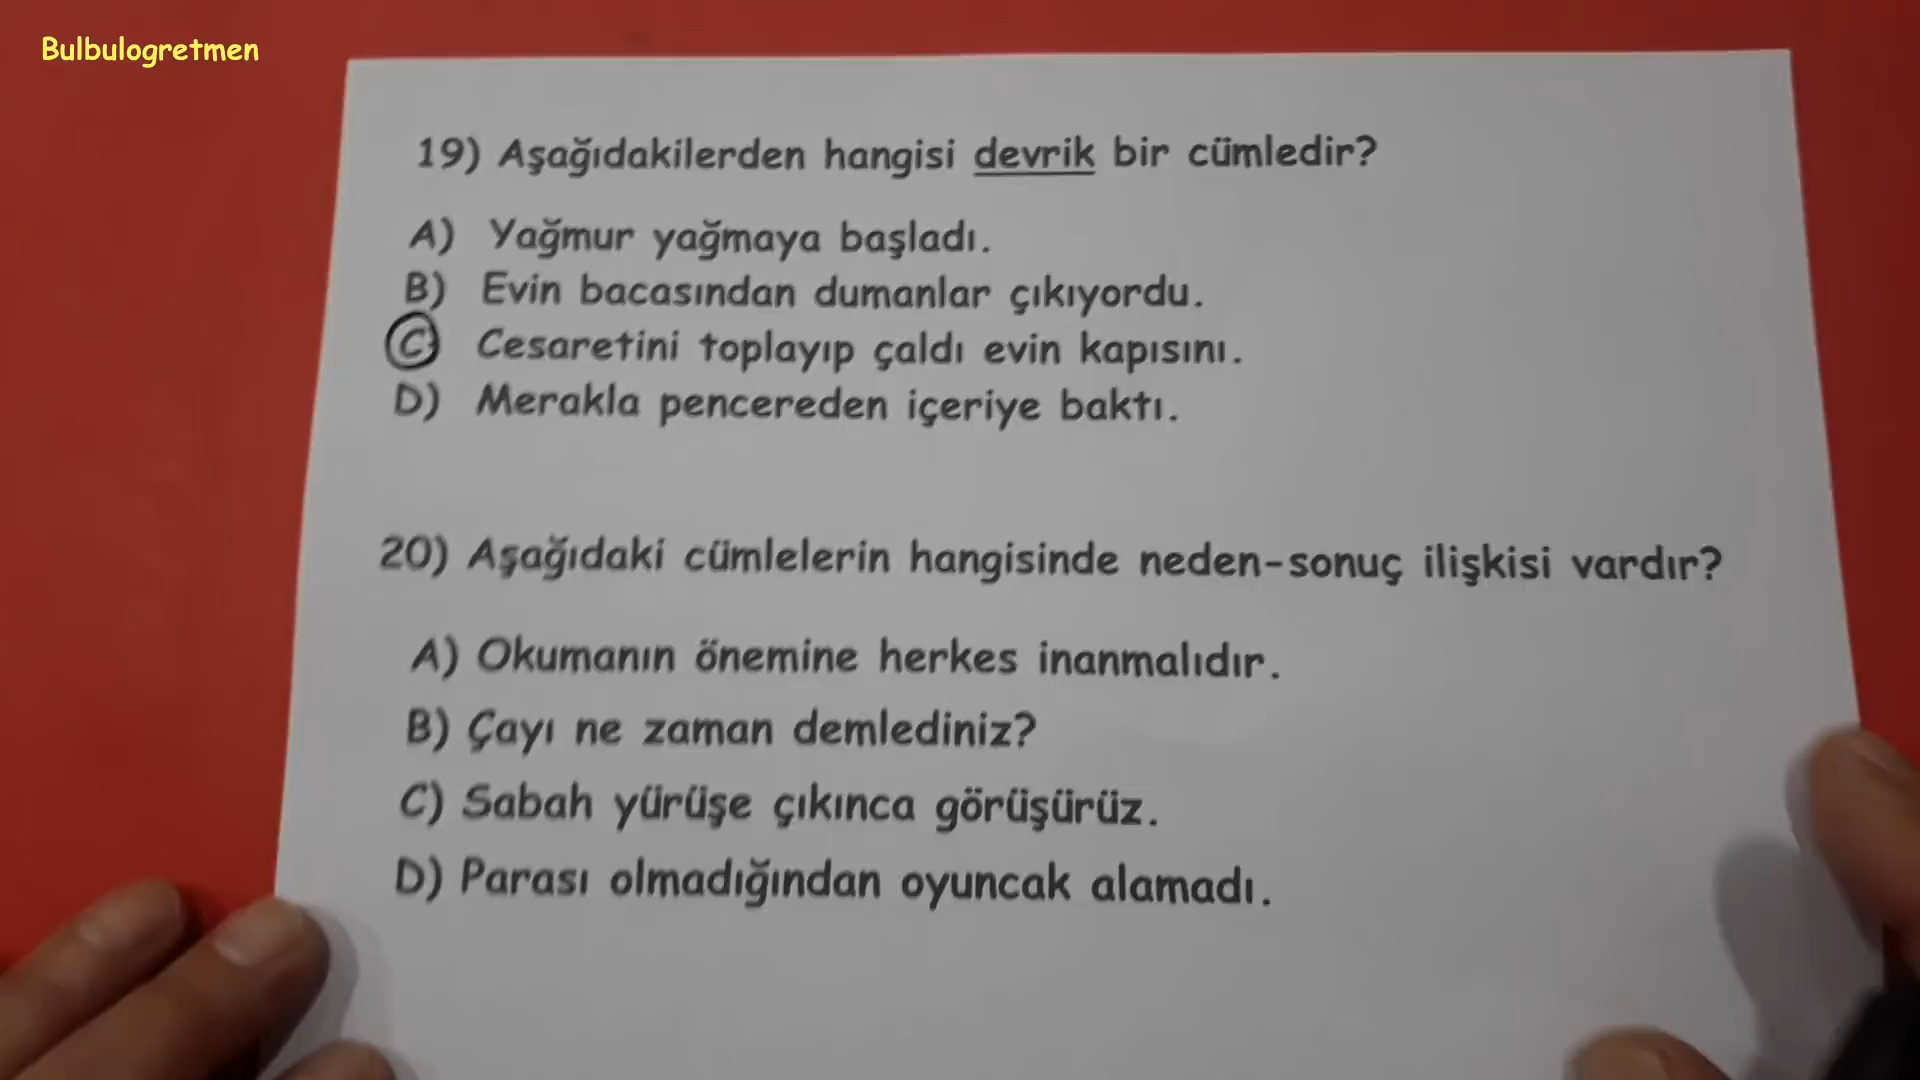 Bulbulogretmen
19) Aşağıdakilerden hangisi devrik bir cümledir?
A) Yağmur yağmaya başladı.
B) Evin bacasından dumanlar çıkıyordu.
C) Cesaretini toplayıp çaldı evin kapısını.
D) Merakla pencereden içeriye baktı.
20) Aşağıdaki cümlelerin hangisinde neden-sonuç ilişkisi vardır?
A) Okumanın önemine herkes inanmalıdır.
B) Çayı ne zaman demlediniz?
C) Sabah yürüşe çıkınca görüşürüz.
D) Parası olmadığından oyuncak alamadı.